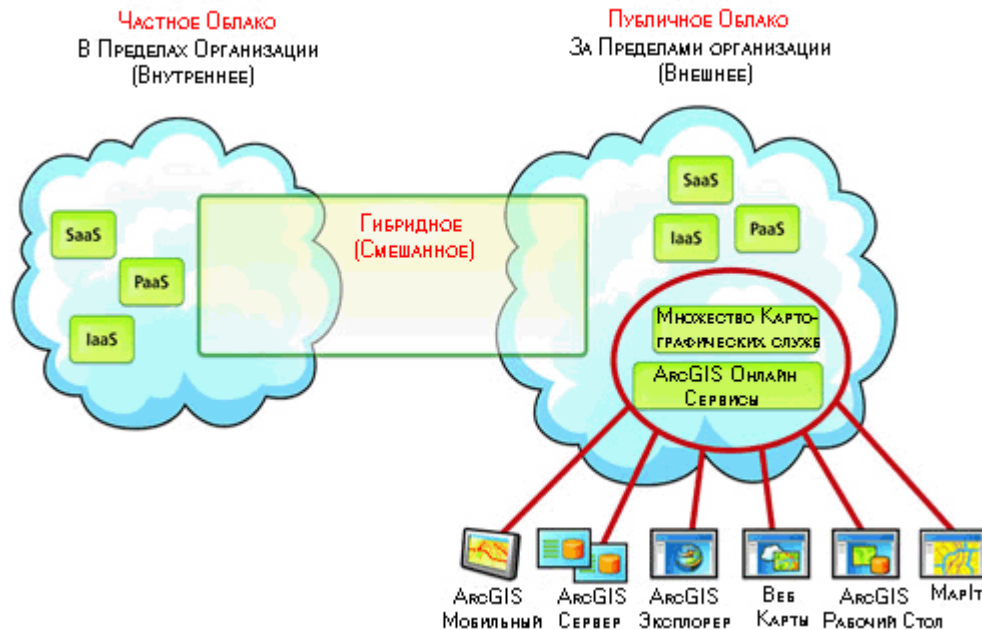 Частное Облако
В Пределах Организации
(Внутреннее)
Публичное Облако
За Пределами организации
(Внешнее)
SaaS
PaaS
IaaS
Гибридное
(Смешанное)
SaaS
PaaS
IaaS
Множество Карто-
графических служб
ArcGIS Онлайн
Сервисы
ArcGIS
Мобильный
ArcGIS
Сервер
ArcGIS
Эксплорер
Веб
Карты
ArcGIS
Рабочий Стол
MapIt